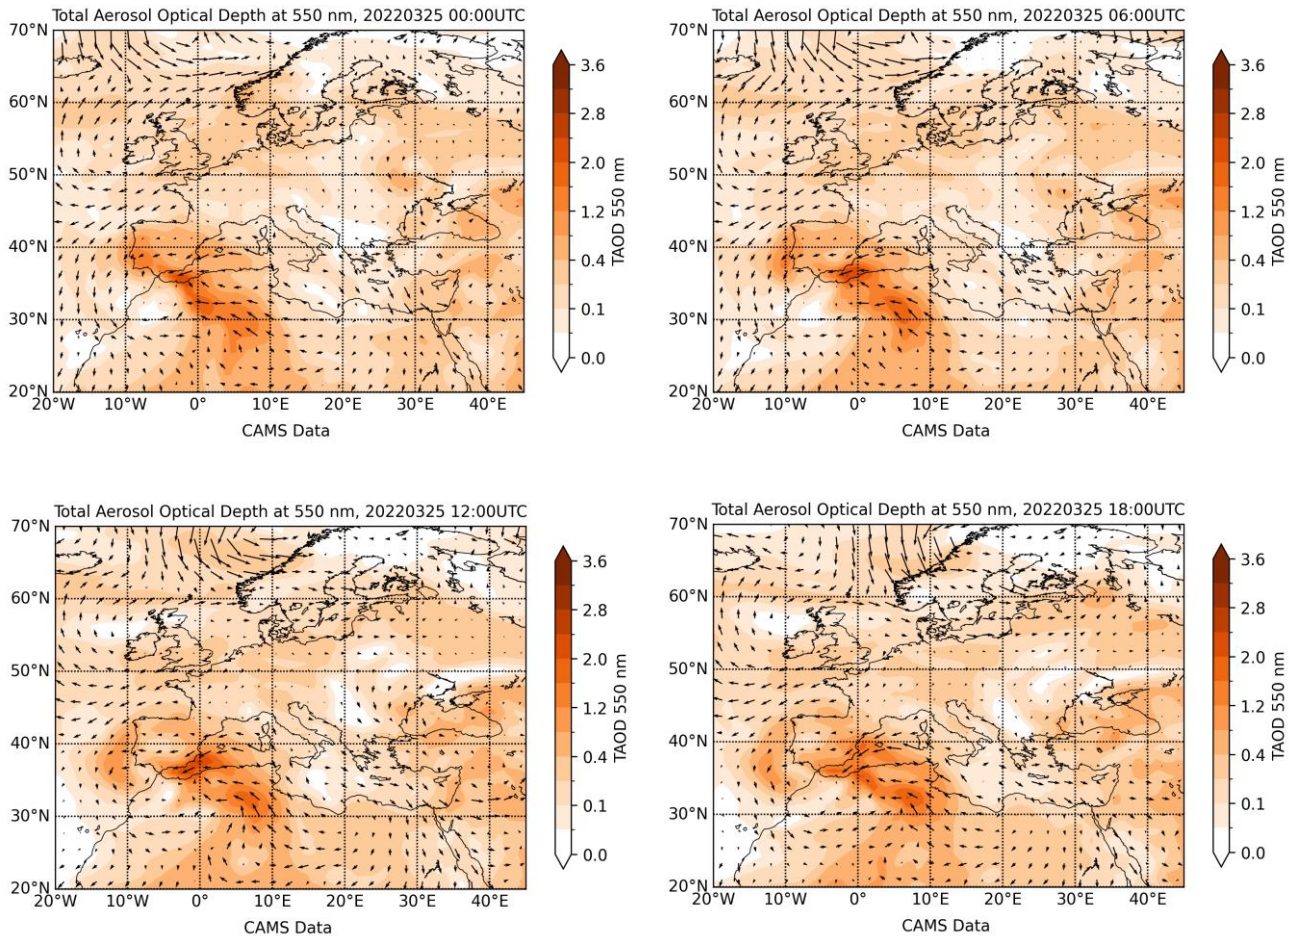 Total Aerosol Optical Depth at 550 nm, 20220325 00:00UTC
70°N
60°N
50°N
40°N
30°N
20°N
20°W 10°W 0° 10°E 20°E 30°E 40°E
CAMS Data
3.6
2.8
2.0
1.2
0.4
0.1
0.0
TAOD 550 nm
Total Aerosol Optical Depth at 550 nm, 20220325 06:00UTC
70°N
60°N
50°N
40°N
30°N
20°N
20°W 10°W 0° 10°E 20°E 30°E 40°E
CAMS Data
3.6
2.8
2.0
1.2
0.4
0.1
0.0
TAOD 550 nm
Total Aerosol Optical Depth at 550 nm, 20220325 12:00UTC
70°N
60°N
50°N
40°N
30°N
20°N
20°W 10°W 0° 10°E 20°E 30°E 40°E
CAMS Data
3.6
2.8
2.0
1.2
0.4
0.1
0.0
TAOD 550 nm
Total Aerosol Optical Depth at 550 nm, 20220325 18:00UTC
70°N
60°N
50°N
40°N
30°N
20°N
20°W 10°W 0° 10°E 20°E 30°E 40°E
CAMS Data
3.6
2.8
2.0
1.2
0.4
0.1
0.0
TAOD 550 nm